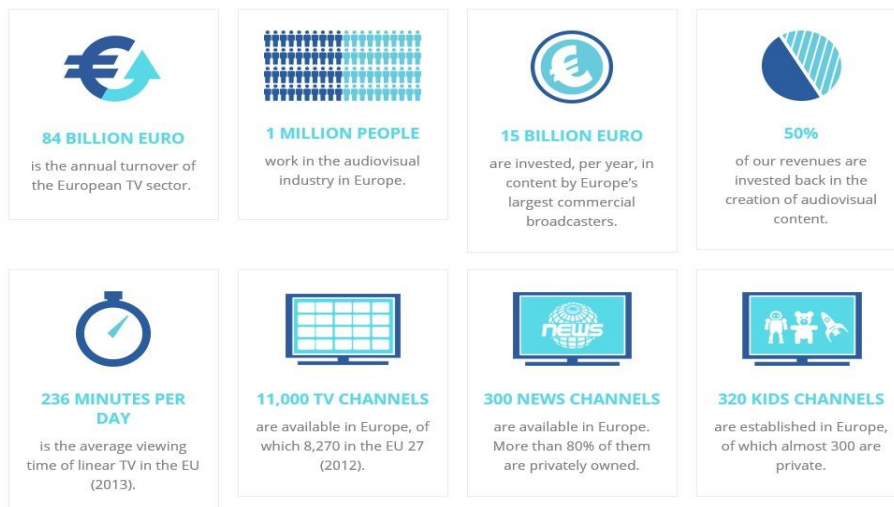 84 BILLION EURO
is the annual turnover of
the European TV sector.
1 MILLION PEOPLE
work in the audiovisual
industry in Europe.
15 BILLION EURO
are invested, per year, in
content by Europe's
largest commercial
broadcasters.
50%
of our revenues are
invested back in the
creation of audiovisual
content.
236 MINUTES PER
DAY
is the average viewing
time of linear TV in the EU
(2013).
11,000 TV CHANNELS
are available in Europe, of
which 8,270 in the EU 27
(2012).
news
300 NEWS CHANNELS
are available in Europe.
More than 80% of them
are privately owned.
320 KIDS CHANNELS
are established in Europe,
of which almost 300 are
private.